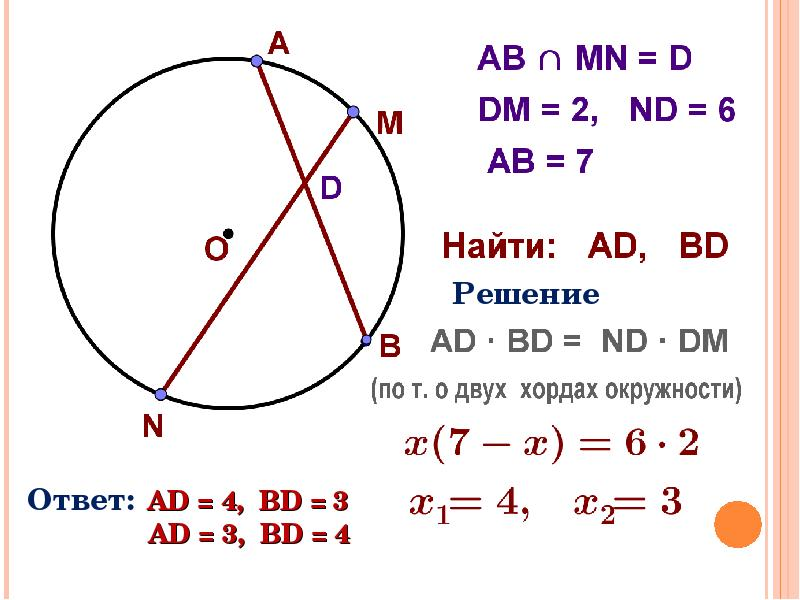 A
M
D
O
B
N
AB ∩ MN = D
DM = 2, ND = 6
AB = 7
Найти: AD, BD
Решение
AD · BD = ND · DM
(по т. о двух хордах окружности)
x(7 − x) = 6 · 2
x₁= 4, x₂= 3
Ответ: AD = 4, BD = 3
AD = 3, BD = 4